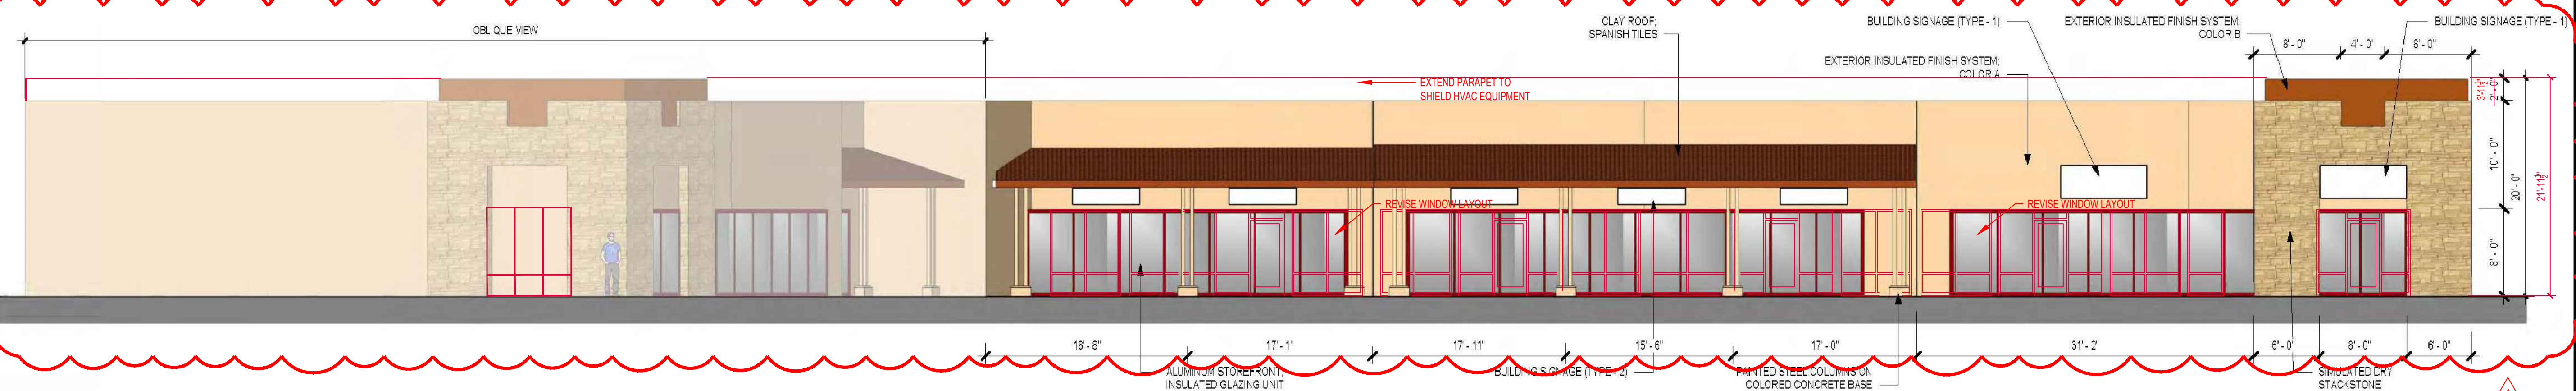 OBLIQUE VIEW
CLAY ROOF;
SPANISH TILES
BUILDING SIGNAGE (TYPE - 1)
EXTERIOR INSULATED FINISH SYSTEM;
COLOR B
BUILDING SIGNAGE (TYPE - 1)
8' - 0"
4' - 0"
8' - 0"
EXTERIOR INSULATED FINISH SYSTEM;
COLOR A
EXTEND PARAPET TO
SHIELD HVAC EQUIPMENT
2' - 0"
10' - 0"
20' - 0"
8' - 0"
REVISE WINDOW LAYOUT
REVISE WINDOW LAYOUT
18' - 8"
17' - 1"
17' - 11"
15' - 6"
17' - 0"
31' - 2"
6' - 0"
8' - 0"
6' - 0"
ALUMINUM STOREFRONT;
INSULATED GLAZING UNIT
BUILDING SIGNAGE (TYPE - 2)
PAINTED STEEL COLUMNS ON
COLORED CONCRETE BASE
SIMULATED DRY
STACKSTONE